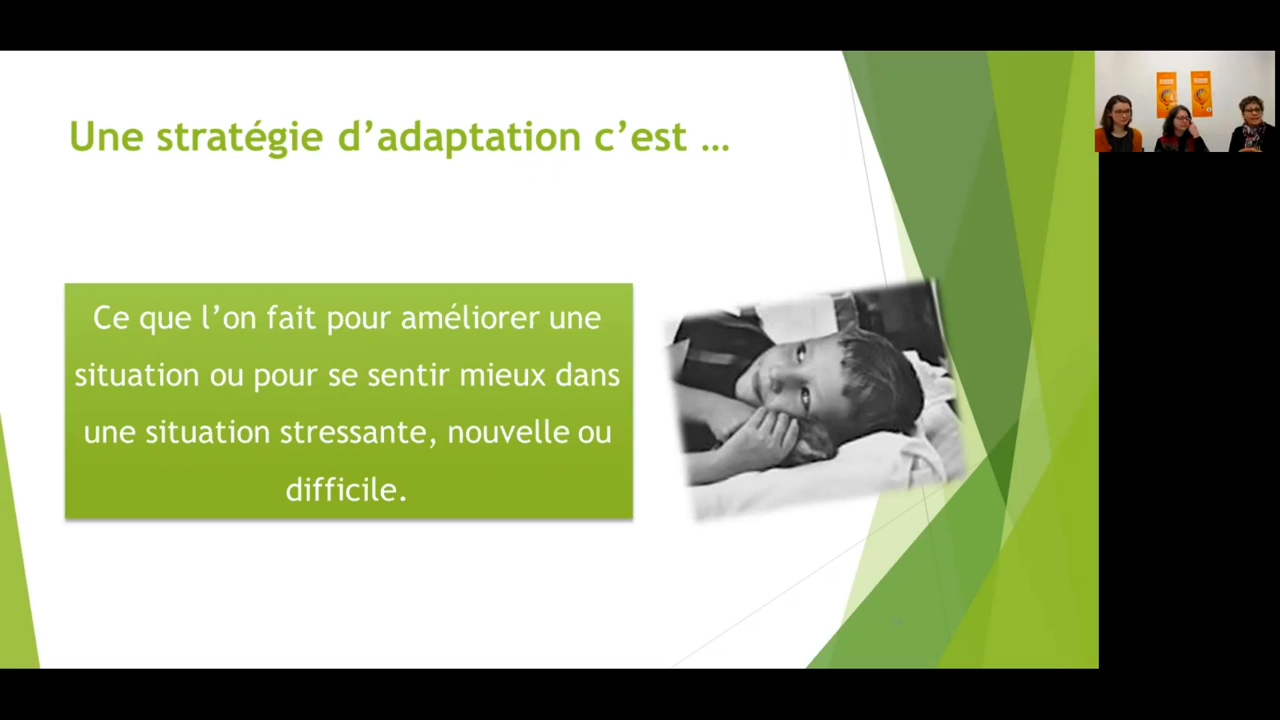 Une stratégie d’adaptation c’est …
Ce que l’on fait pour améliorer une
situation ou pour se sentir mieux dans
une situation stressante, nouvelle ou
difficile.